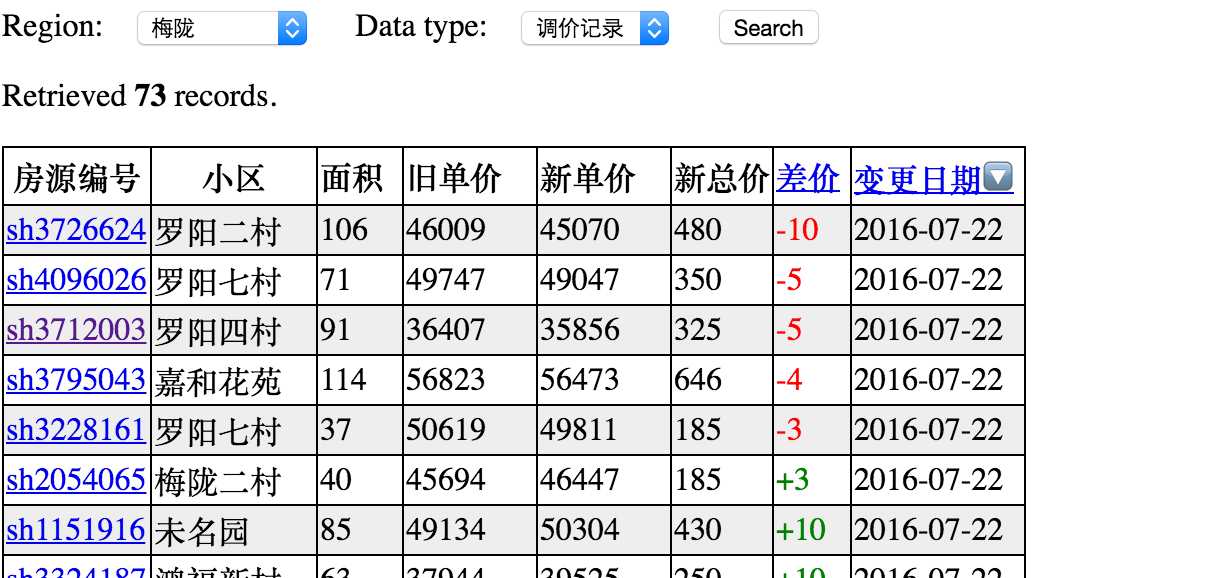 Region: 梅陇 Data type: 调价记录 Search
Retrieved 73 records.
房源编号 小区 面积 旧单价 新单价 新总价 差价 变更日期🔽
sh3726624 罗阳二村 106 46009 45070 480 -10 2016-07-22
sh4096026 罗阳七村 71 49747 49047 350 -5 2016-07-22
sh3712003 罗阳四村 91 36407 35856 325 -5 2016-07-22
sh3795043 嘉和花苑 114 56823 56473 646 -4 2016-07-22
sh3228161 罗阳七村 37 50619 49811 185 -3 2016-07-22
sh2054065 梅陇二村 40 45694 46447 185 +3 2016-07-22
sh1151916 未名园 85 49134 50304 430 +10 2016-07-22
sh3324187 鸿福新村 63 37944 39525 250 +10 2016-07-22